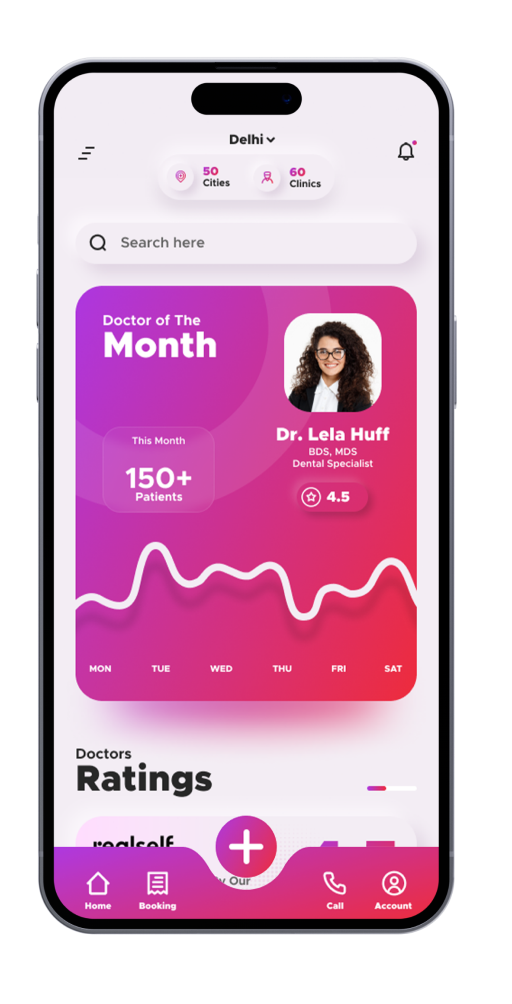 Delhi
50
Cities
60
Clinics
Search here
Doctor of The
Month
Dr. Lela Huff
BDS, MDS
Dental Specialist
4.5
This Month
150+
Patients
MON TUE WED THU FRI SAT
Doctors
Ratings
realself
Our
Home Booking Call Account